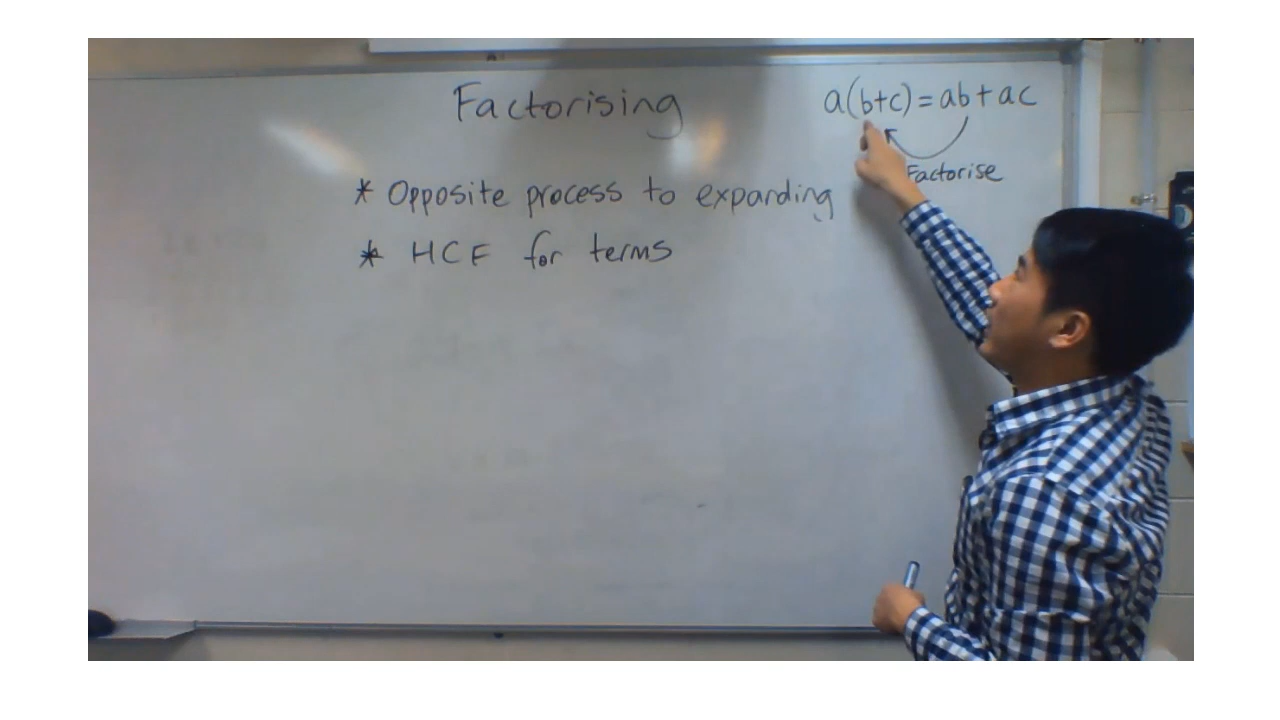 Factorising
a(b+c) = ab + ac
Factorise
* Opposite process to expanding
* HCF for terms